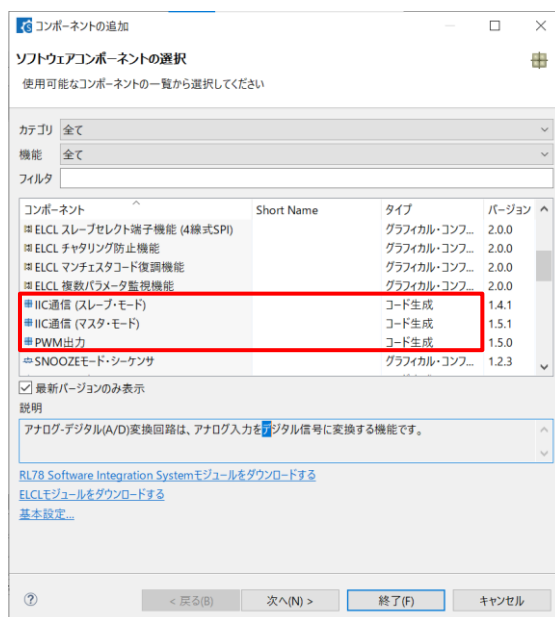 コンポーネントの追加
ソフトウェアコンポーネントの選択
使用可能なコンポーネントの一覧から選択してください
カテゴリ 全て
機能 全て
フィルタ
コンポーネント Short Name タイプ バージョン
ELCL スレーブセレクト端子機能 (4線式SPI) グラフィカル・コンフ... 2.0.0
ELCL チャタリング防止機能 グラフィカル・コンフ... 2.0.0
ELCL マンチェスタコード復調機能 グラフィカル・コンフ... 2.0.0
ELCL 複数パラメータ監視機能 グラフィカル・コンフ... 2.0.0
IIC通信 (スレーブ・モード) コード生成 1.4.1
IIC通信 (マスタ・モード) コード生成 1.5.1
PWM出力 コード生成 1.5.0
SNOOZEモード・シーケンサ グラフィカル・コンフ... 1.2.3
最新バージョンのみ表示
説明
アナログ-デジタル(A/D)変換回路は、アナログ入力をデジタル信号に変換する機能です。
RL78 Software Integration Systemモジュールをダウンロードする
ELCLモジュールをダウンロードする
基本設定...
< 戻る(B) 次へ(N) > 終了(F) キャンセル